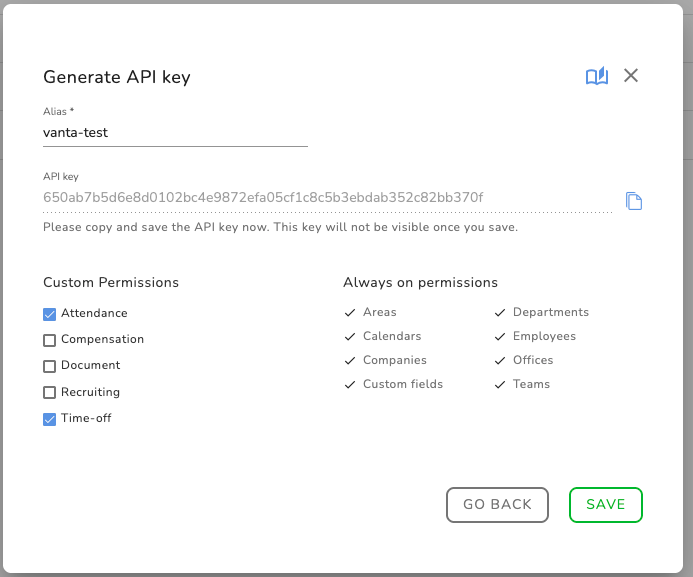 Generate API key
Alias *
vanta-test
API key
650ab7b5d6e8d0102bc4e9872efa05cf1c8c5b3ebdab352c82bb370f
Please copy and save the API key now. This key will not be visible once you save.
Custom Permissions
Attendance
Compensation
Document
Recruiting
Time-off
Always on permissions
Areas
Departments
Calendars
Employees
Companies
Offices
Custom fields
Teams
GO BACK
SAVE